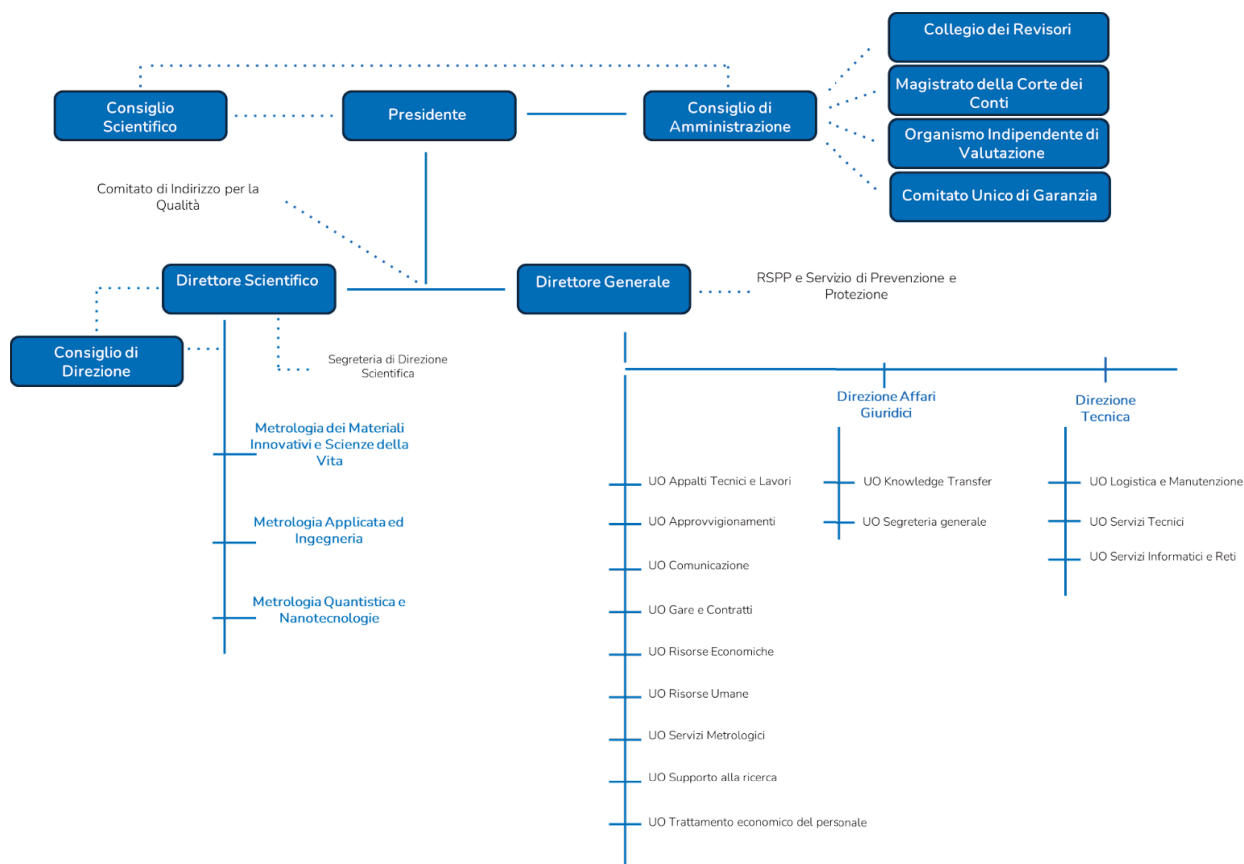 Collegio dei Revisori
Consiglio
Scientifico
Presidente
Consiglio di
Amministrazione
Magistrato della Corte dei
Conti
Organismo Indipendente di
Valutazione
Comitato Unico di Garanzia
Comitato di Indirizzo per la
Qualità
Direttore Scientifico
Direttore Generale
RSPP e Servizio di Prevenzione e
Protezione
Consiglio di
Direzione
Segreteria di Direzione
Scientifica
Metrologia dei Materiali
Innovativi e Scienze della
Vita
Metrologia Applicata ed
Ingegneria
Metrologia Quantistica e
Nanotecnologie
UO Appalti Tecnici e Lavori
UO Approvvigionamenti
UO Comunicazione
UO Gare e Contratti
UO Risorse Economiche
UO Risorse Umane
UO Servizi Metrologici
UO Supporto alla ricerca
UO Trattamento economico del personale
Direzione Affari
Giuridici
UO Knowledge Transfer
UO Segreteria generale
Direzione
Tecnica
UO Logistica e Manutenzione
UO Servizi Tecnici
UO Servizi Informatici e Reti